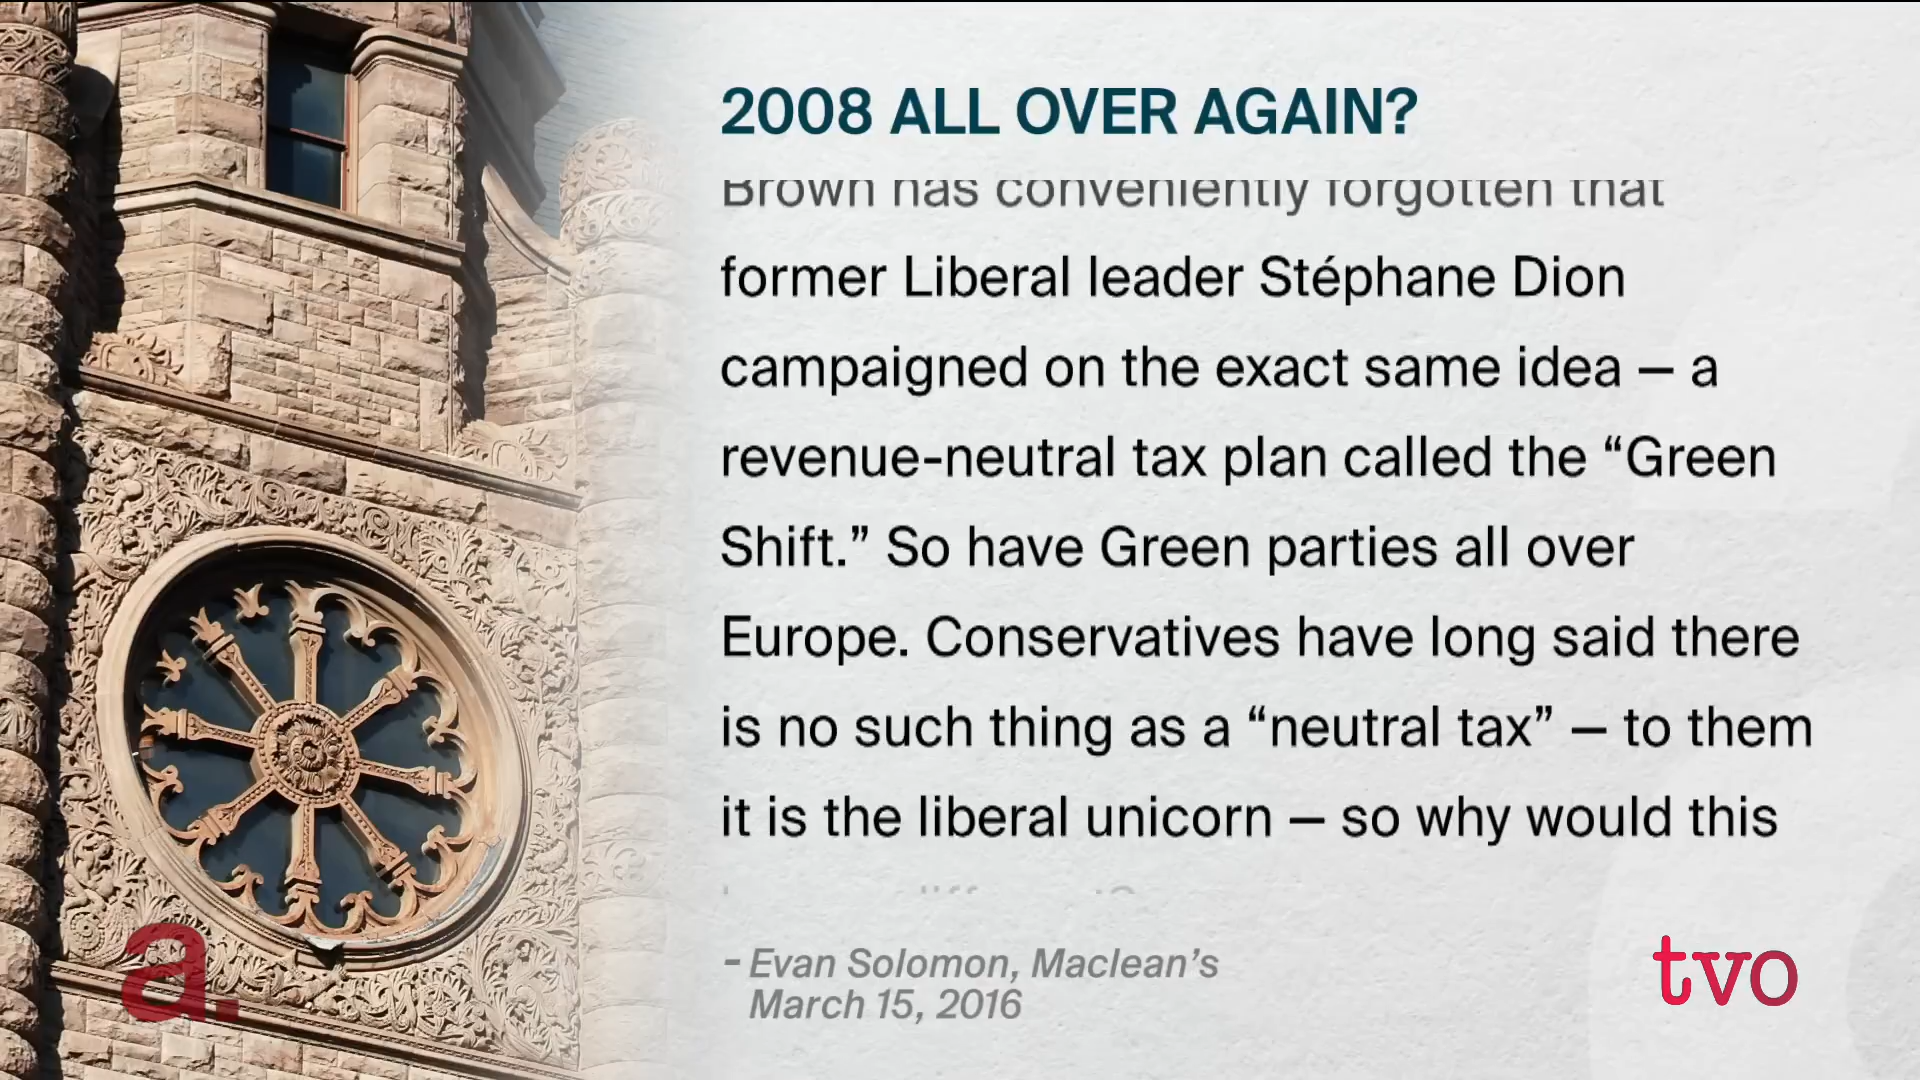 2008 ALL OVER AGAIN?
Brown has conveniently forgotten that
former Liberal leader Stéphane Dion
campaigned on the exact same idea – a
revenue-neutral tax plan called the “Green
Shift.” So have Green parties all over
Europe. Conservatives have long said there
is no such thing as a “neutral tax” – to them
it is the liberal unicorn – so why would this
- Evan Solomon, Maclean’s
March 15, 2016
a.
tvo